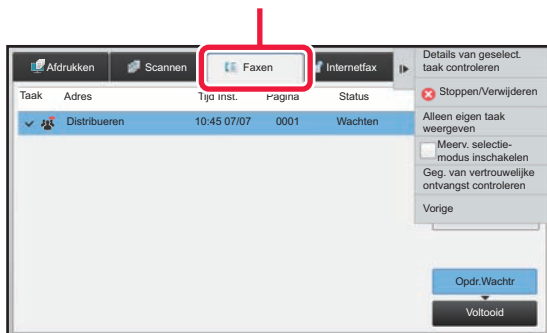 Afdrukken Scannen Faxen Internetfax
Taak Adres Tijd Inst. Pagina Status
Distribueren 10:45 07/07 0001 Wachten
Details van geselect.
taak controleren
Stoppen/Verwijderen
Alleen eigen taak
weergeven
Meerv. selectie-
modus inschakelen
Geg. van vertrouwelijke
ontvangst controleren
Vorige
Opdr.Wachtr
Voltooid